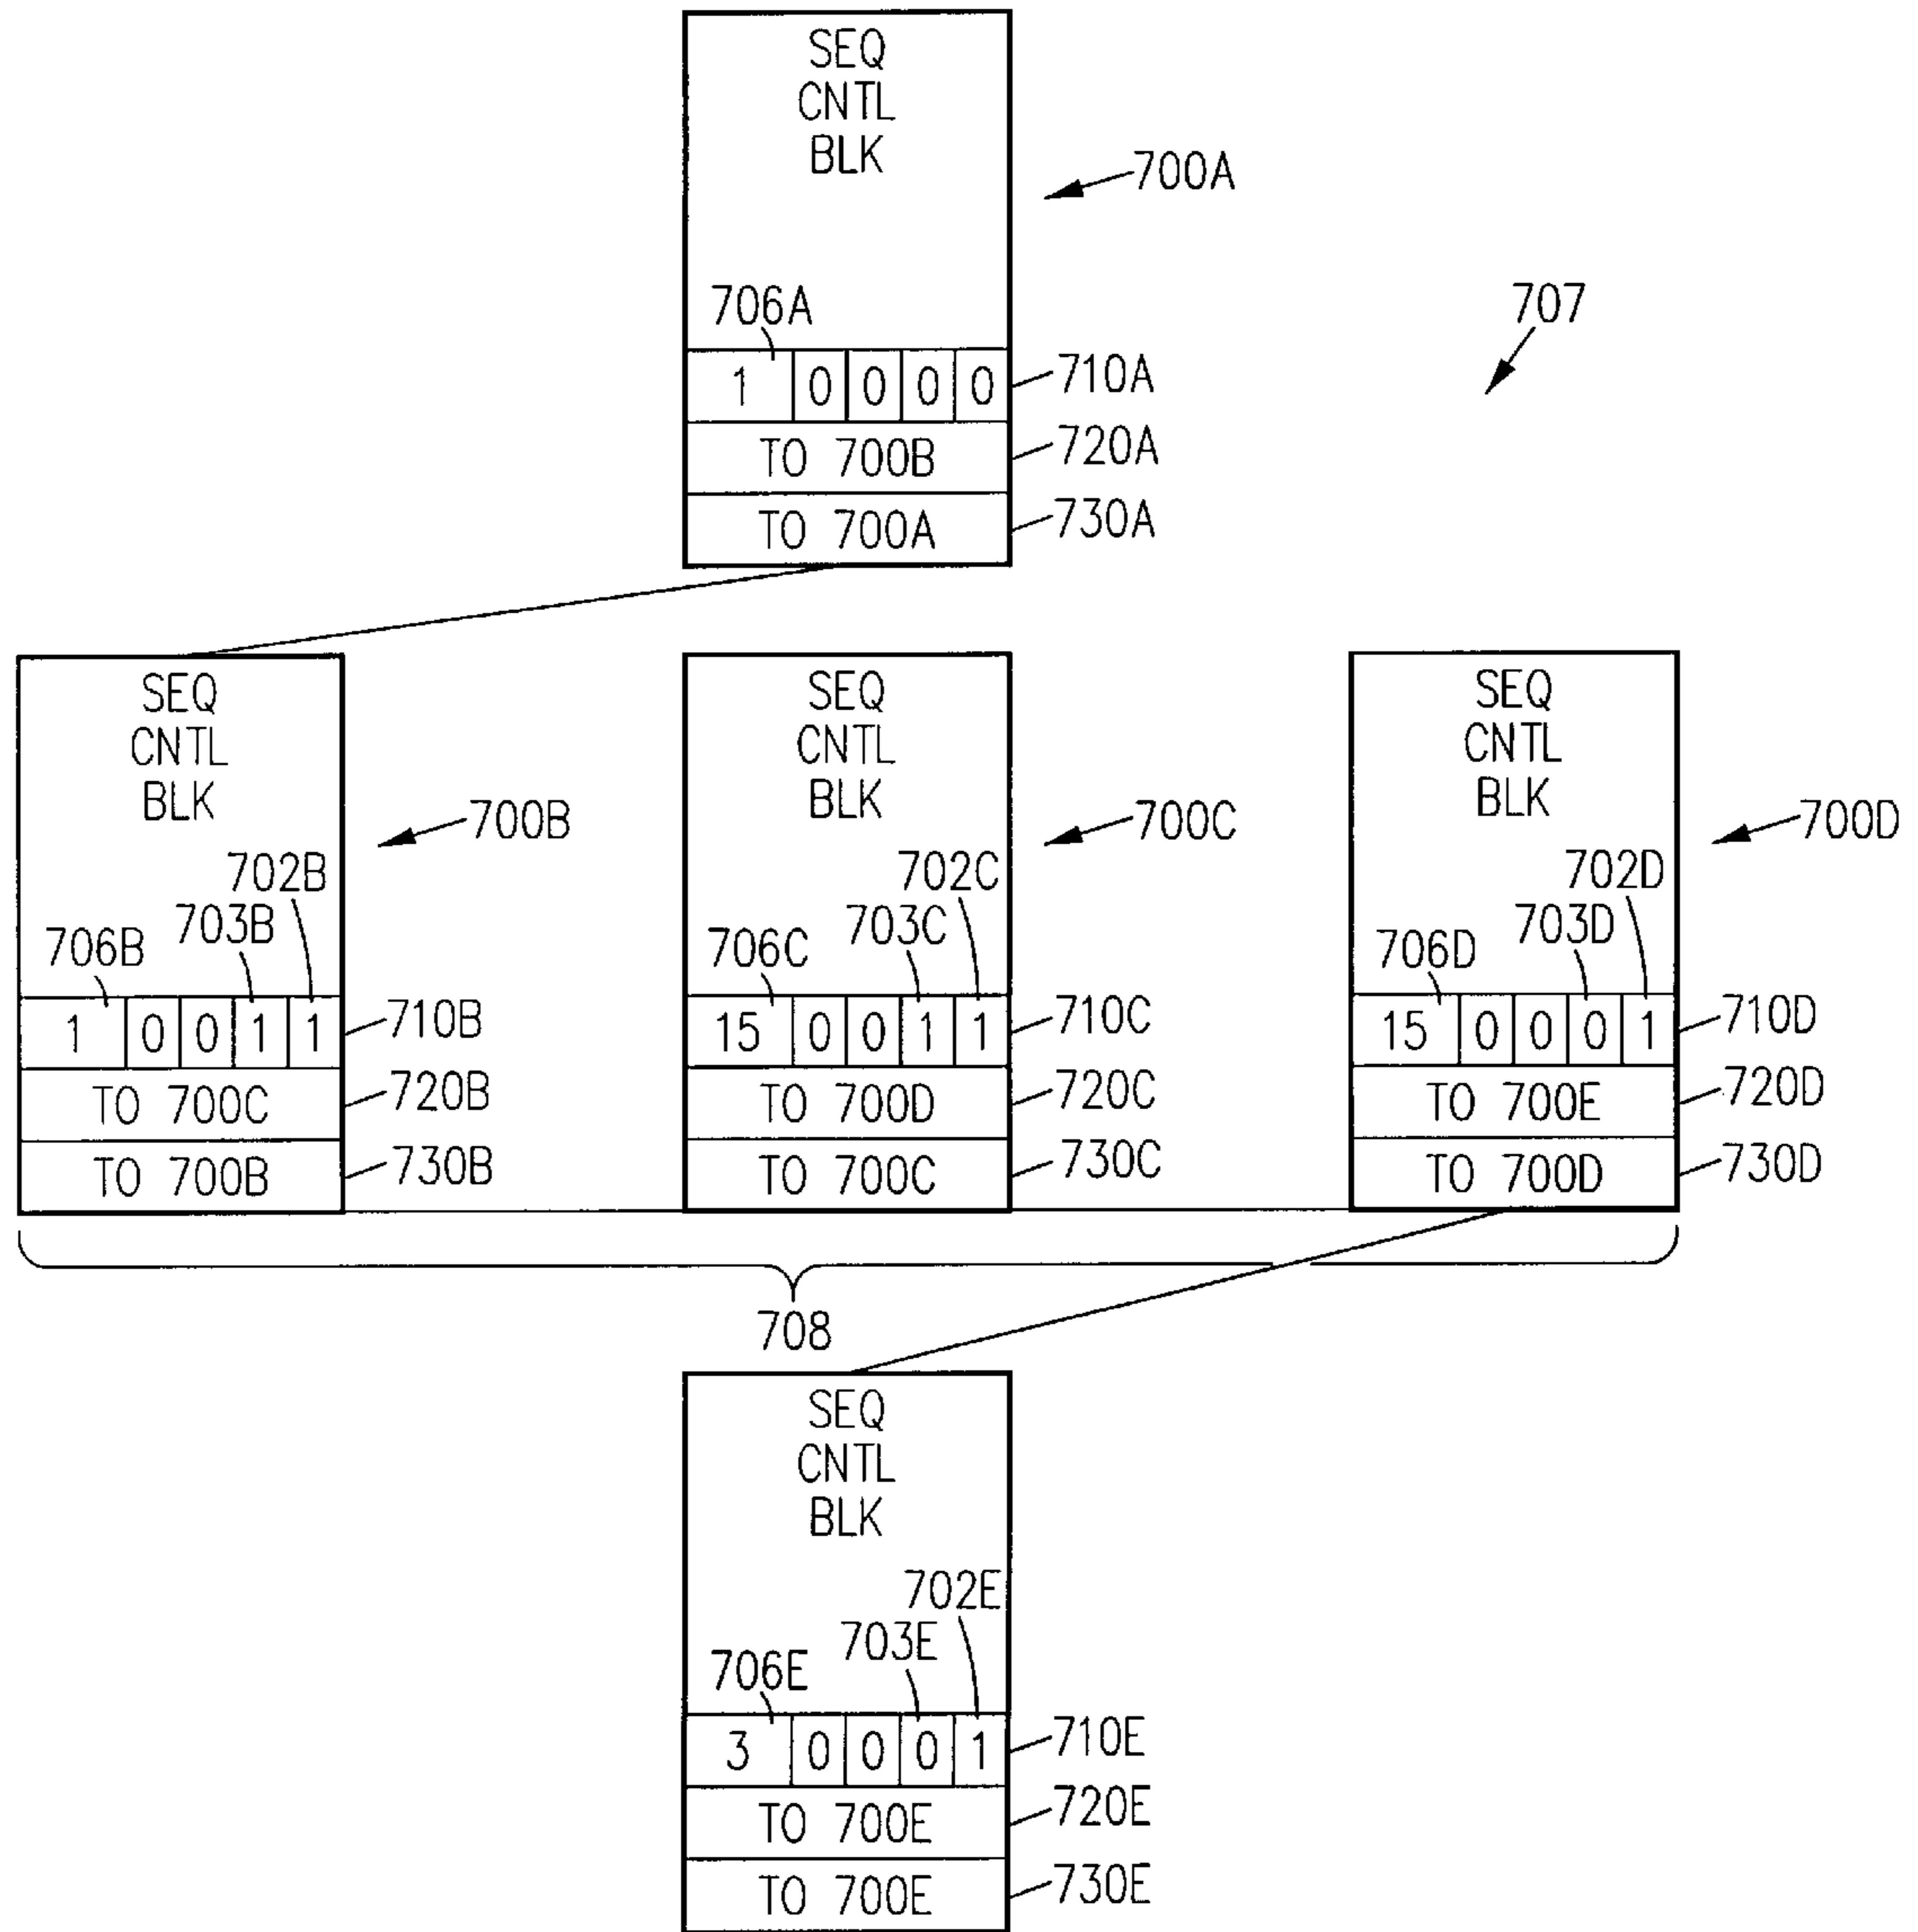 SEQ
CNTL
BLK
700A
706A
707
1 0 0 0 0
710A
TO 700B
720A
TO 700A
730A
SEQ
CNTL
BLK
700B
702B
703B
706B
1 0 0 1 1
710B
TO 700C
720B
TO 700B
730B
SEQ
CNTL
BLK
700C
702C
703C
706C
15 0 0 1 1
710C
TO 700D
720C
TO 700C
730C
SEQ
CNTL
BLK
700D
702D
703D
706D
15 0 0 0 1
710D
TO 700E
720D
TO 700D
730D
708
SEQ
CNTL
BLK
702E
703E
706E
3 0 0 0 1
710E
TO 700E
720E
TO 700E
730E